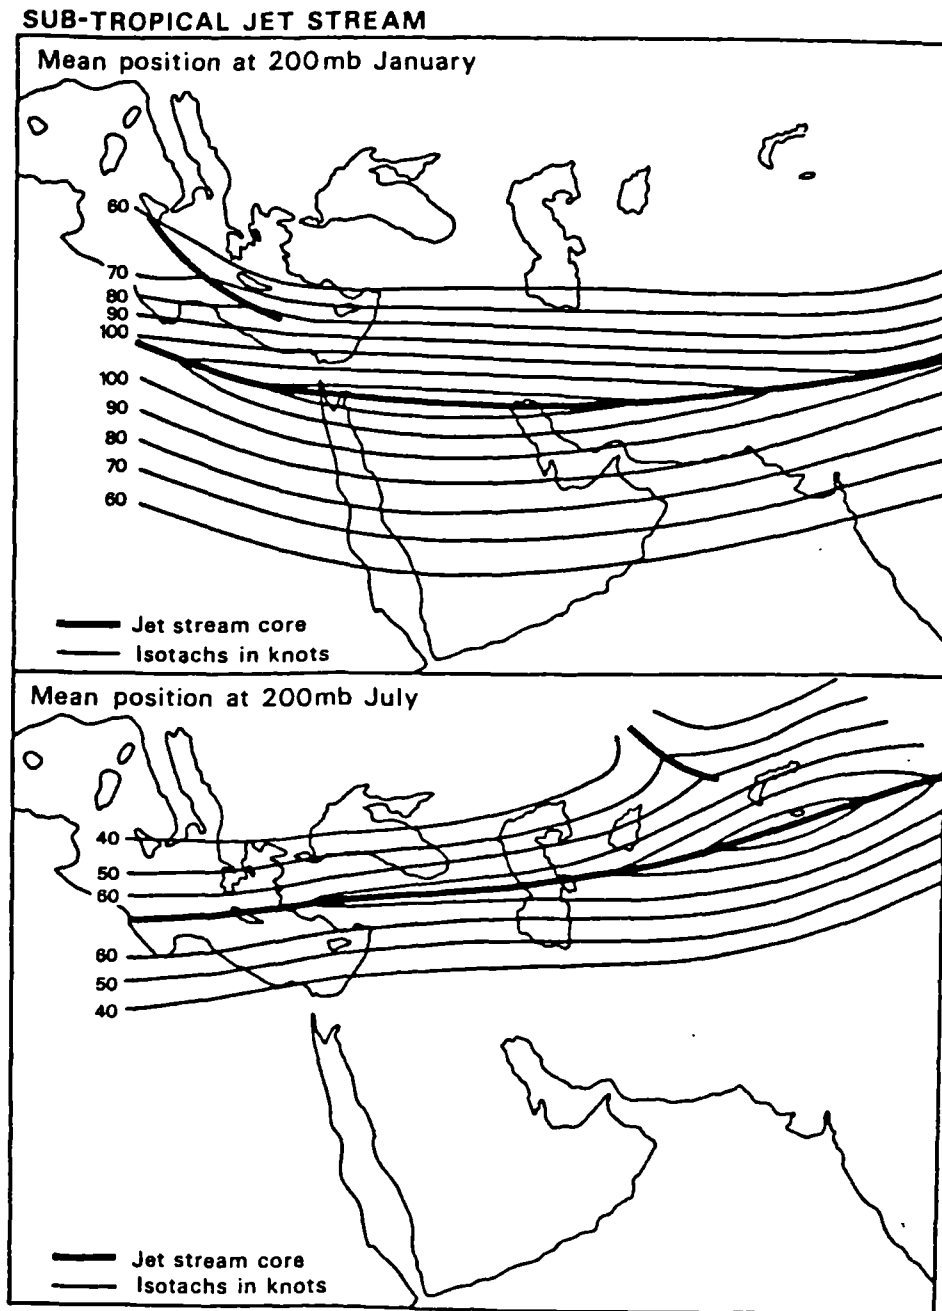 SUB-TROPICAL JET STREAM
Mean position at 200mb January
60
70
80
90
100
100
90
80
70
60
Jet stream core
Isotachs in knots
Mean position at 200mb July
40
50
60
60
50
40
Jet stream core
Isotachs in knots